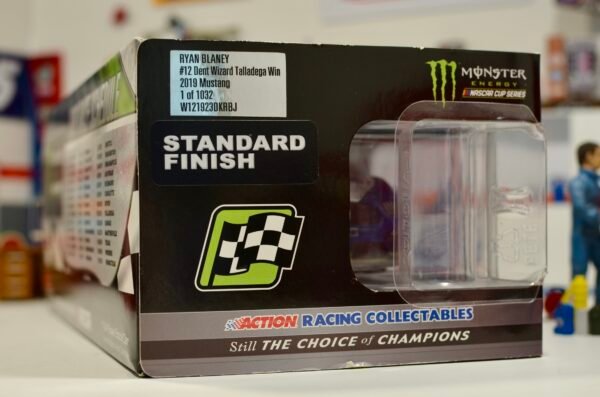 RYAN BLANEY
#12 Dent Wizard Talladega Win
2019 Mustang
1 of 1032
W121923DKRBJ
STANDARD
FINISH
MONSTER
ENERGY
NASCAR CUP SERIES
ACTION RACING COLLECTABLES
Still THE CHOICE of CHAMPIONS